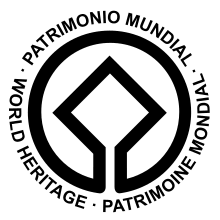 · PATRIMONIO MUNDIAL ·
WORLD HERITAGE · PATRIMOINE MONDIAL